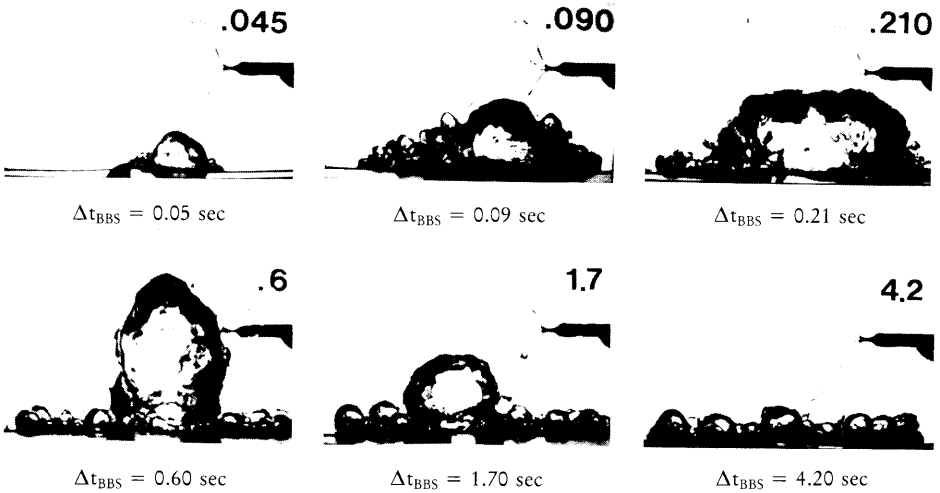 .045
.090
.210
Δt_BBS = 0.05 sec
Δt_BBS = 0.09 sec
Δt_BBS = 0.21 sec
.6
1.7
4.2
Δt_BBS = 0.60 sec
Δt_BBS = 1.70 sec
Δt_BBS = 4.20 sec